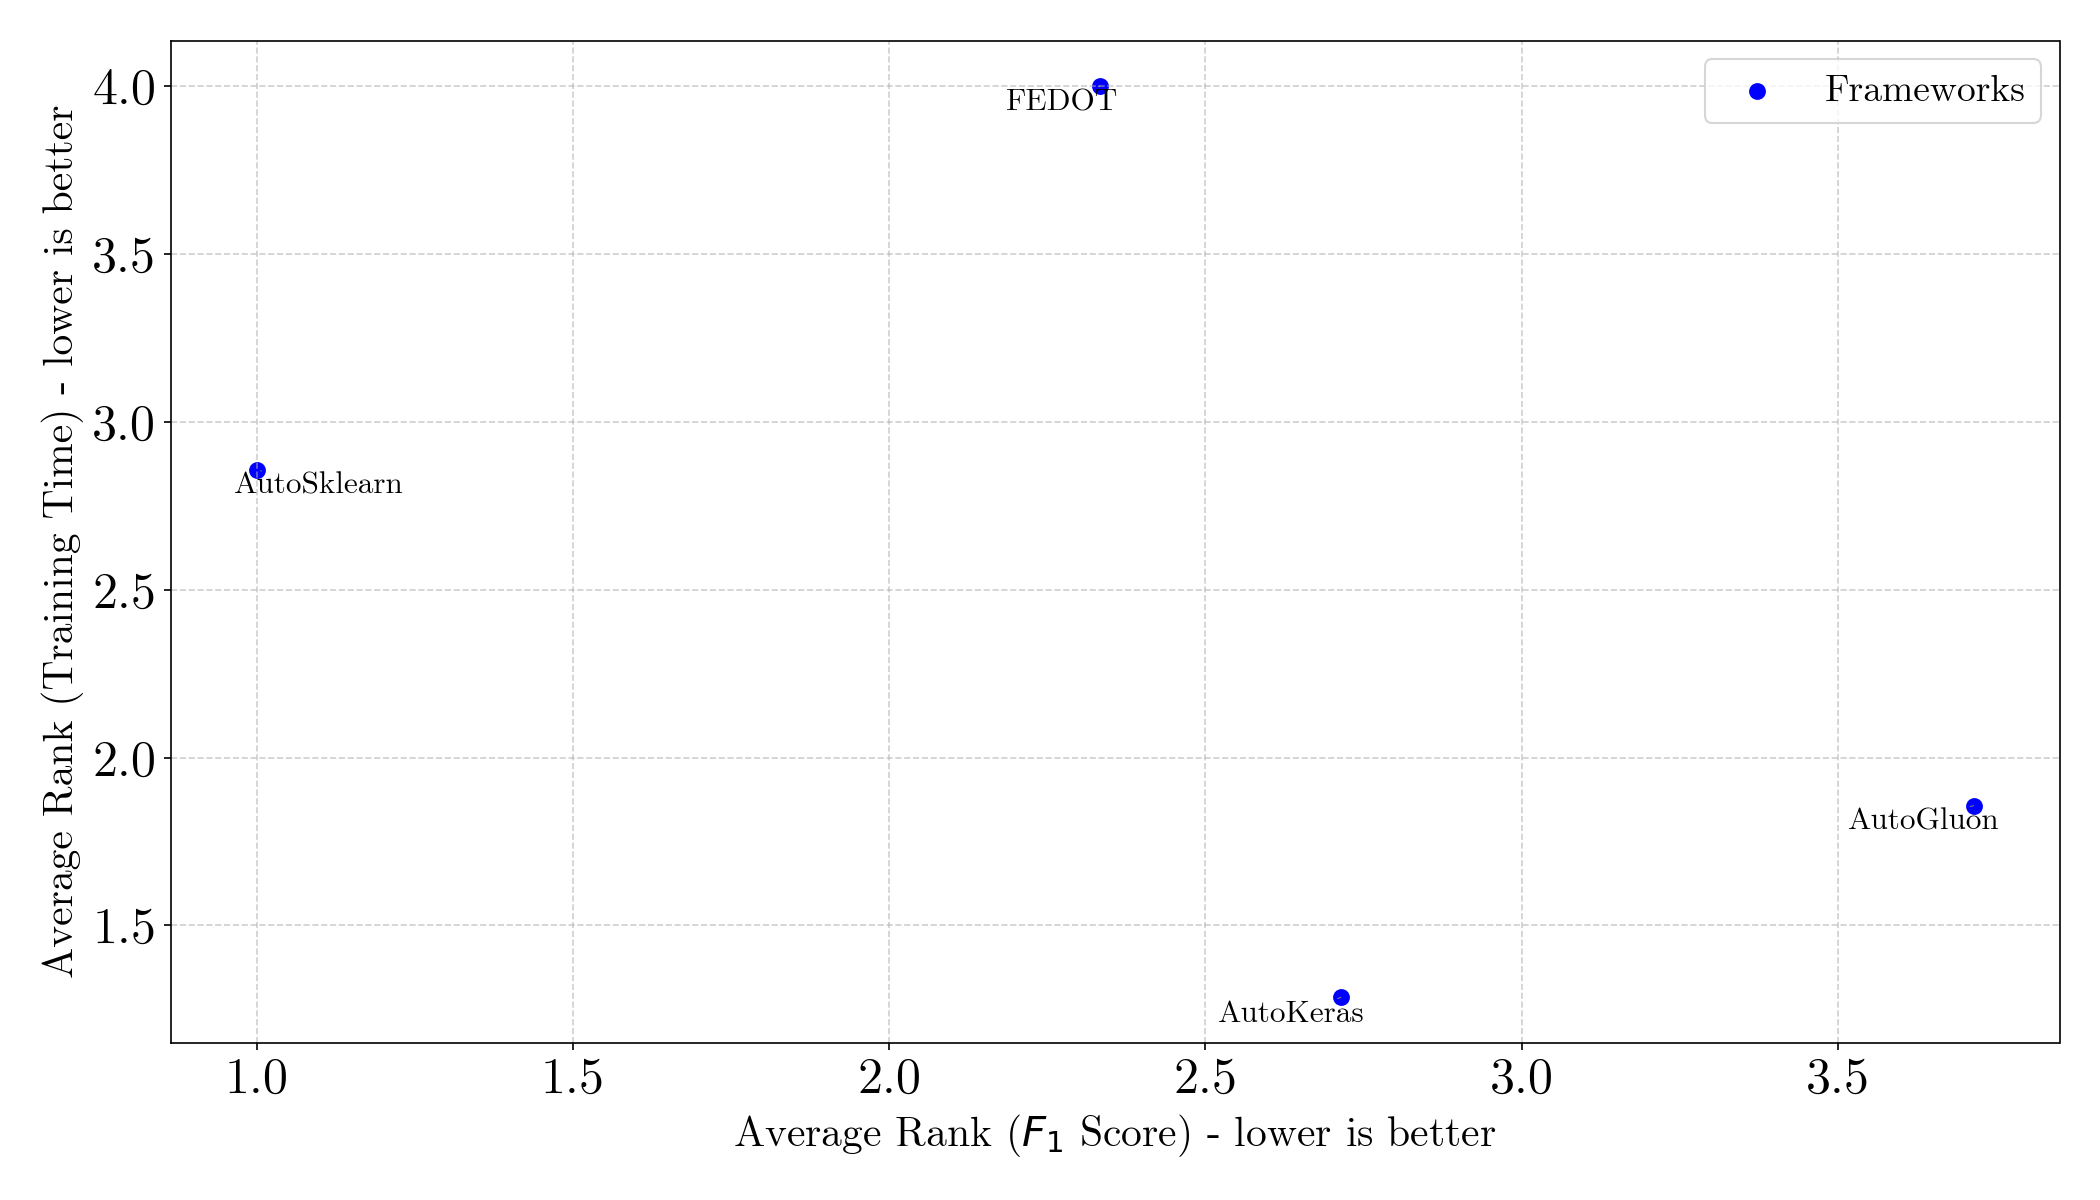 Frameworks
FEDOT
AutoSklearn
AutoGluon
AutoKeras
4.0
3.5
3.0
2.5
2.0
1.5
Average Rank (Training Time) - lower is better
1.0 1.5 2.0 2.5 3.0 3.5
Average Rank (F₁ Score) - lower is better